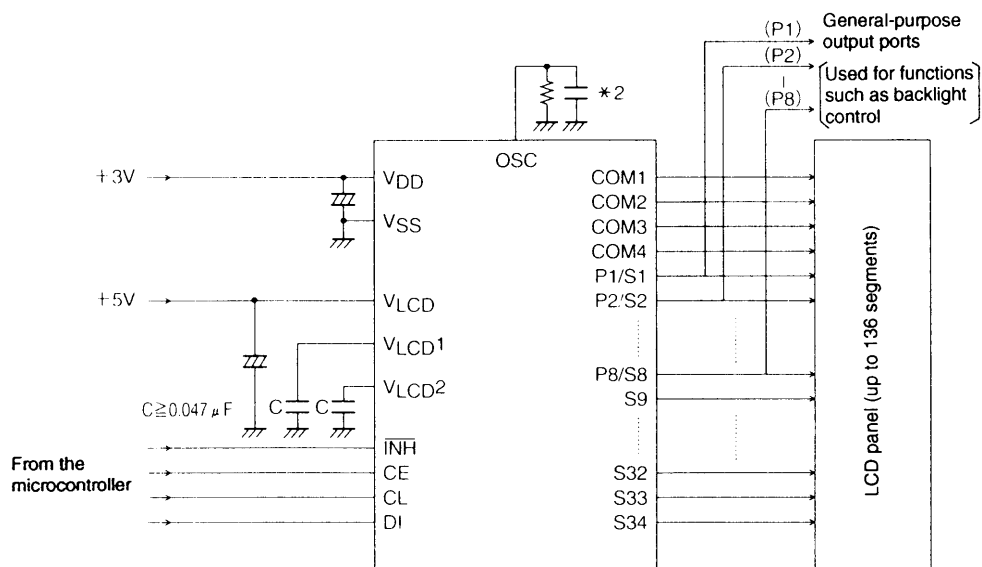 (P1)
General-purpose
output ports
(P2)
(P8)
Used for functions
such as backlight
control
*2
OSC
+3V
VDD
VSS
+5V
VLCD
VLCD1
VLCD2
C≧0.047 μF
C
C
INH
From the
microcontroller
CE
CL
DI
COM1
COM2
COM3
COM4
P1/S1
P2/S2
P8/S8
S9
S32
S33
S34
LCD panel (up to 136 segments)